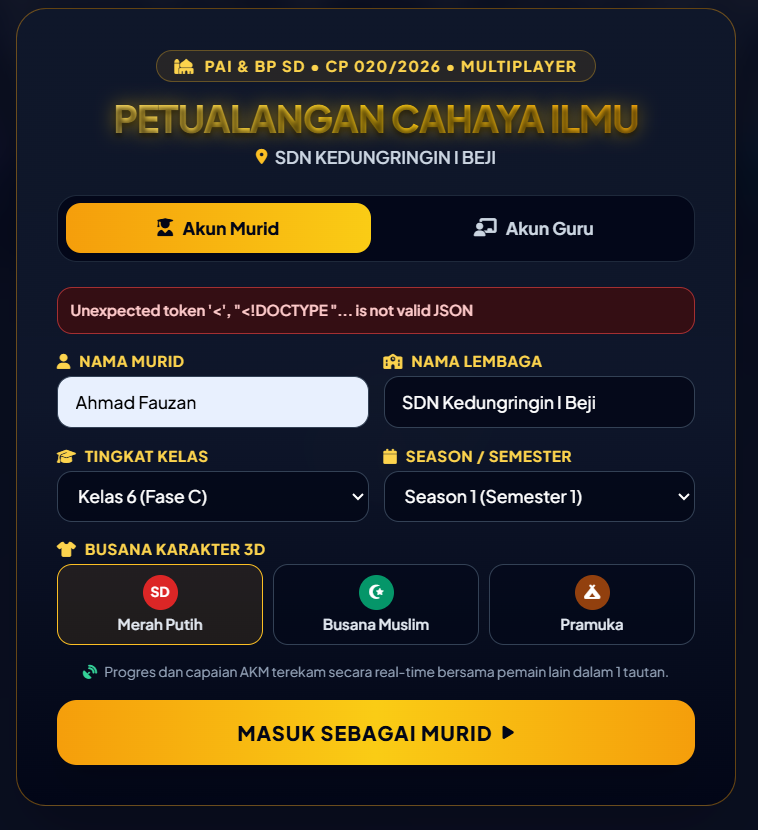 PAI & BP SD • CP 020/2026 • MULTIPLAYER
PETUALANGAN CAHAYA ILMU
SDN KEDUNGRINGIN I BEJI
Akun Murid
Akun Guru
Unexpected token '<', "<!DOCTYPE "... is not valid JSON
NAMA MURID
NAMA LEMBAGA
Ahmad Fauzan
SDN Kedungringin I Beji
TINGKAT KELAS
SEASON / SEMESTER
Kelas 6 (Fase C)
Season 1 (Semester 1)
BUSANA KARAKTER 3D
SD
Merah Putih
Busana Muslim
Pramuka
Progres dan capaian AKM terekam secara real-time bersama pemain lain dalam 1 tautan.
MASUK SEBAGAI MURID